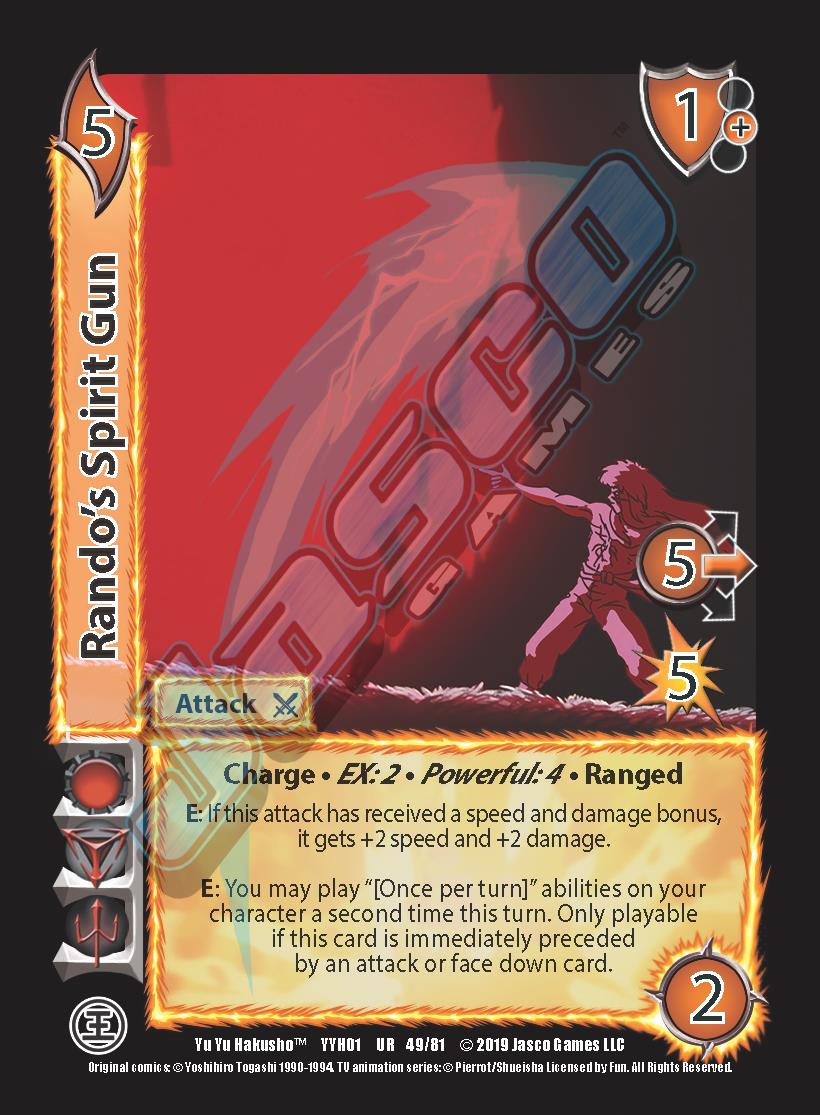 5
1
+
Rando's Spirit Gun
JASCO
GAMES
™
5
5
Attack
Charge • EX: 2 • Powerful: 4 • Ranged
E: If this attack has received a speed and damage bonus,
it gets +2 speed and +2 damage.
E: You may play “[Once per turn]” abilities on your
character a second time this turn. Only playable
if this card is immediately preceded
by an attack or face down card.
2
Yu Yu Hakusho™ YYH01 UR 49/81 © 2019 Jasco Games LLC
Original comics: © Yoshihiro Togashi 1990-1994. TV animation series: © Pierrot/Shueisha Licensed by Fun. All Rights Reserved.